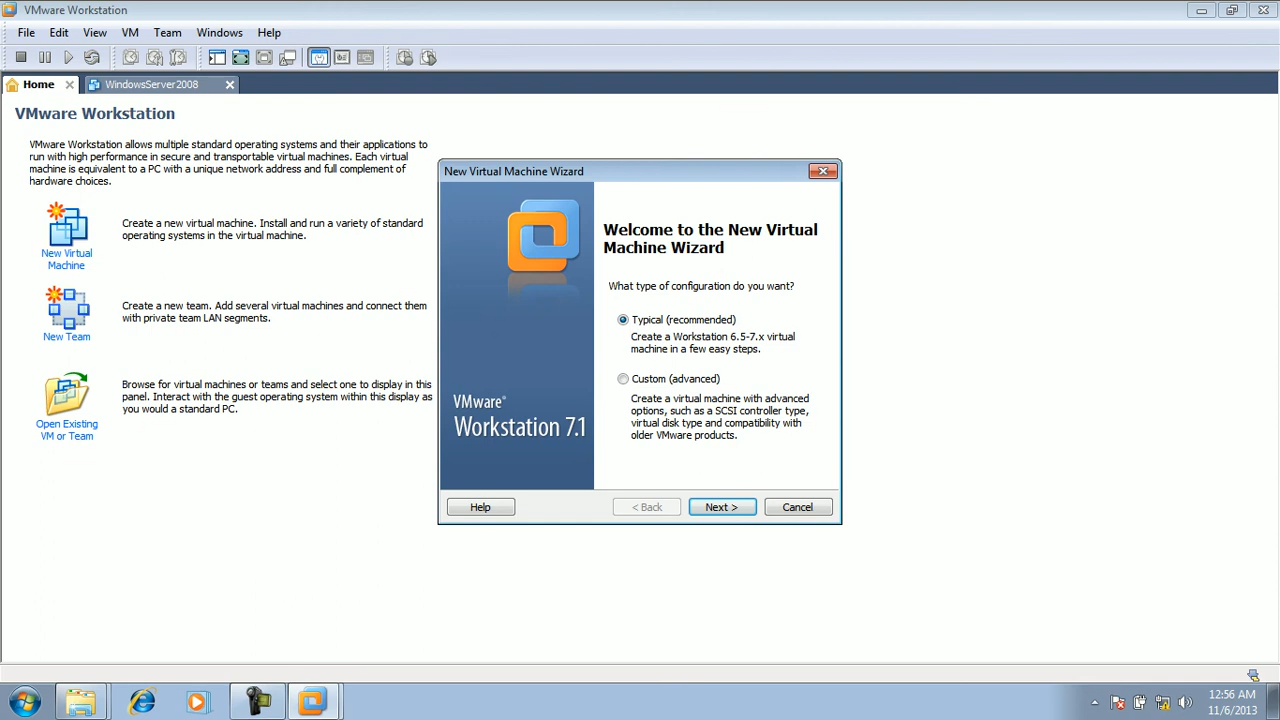 VMware Workstation
File Edit View VM Team Windows Help
Home WindowsServer2008
VMware Workstation
VMware Workstation allows multiple standard operating systems and their applications to
run with high performance in secure and transportable virtual machines. Each virtual
machine is equivalent to a PC with a unique network address and full complement of
hardware choices.
New Virtual
Machine
Create a new virtual machine. Install and run a variety of standard
operating systems in the virtual machine.
New Team
Create a new team. Add several virtual machines and connect them
with private team LAN segments.
Open Existing
VM or Team
Browse for virtual machines or teams and select one to display in this
panel. Interact with the guest operating system within this display as
you would a standard PC.
New Virtual Machine Wizard
VMware®
Workstation 7.1
Welcome to the New Virtual
Machine Wizard
What type of configuration do you want?
Typical (recommended)
Create a Workstation 6.5-7.x virtual
machine in a few easy steps.
Custom (advanced)
Create a virtual machine with advanced
options, such as a SCSI controller type,
virtual disk type and compatibility with
older VMware products.
Help < Back Next > Cancel
12:56 AM
11/6/2013